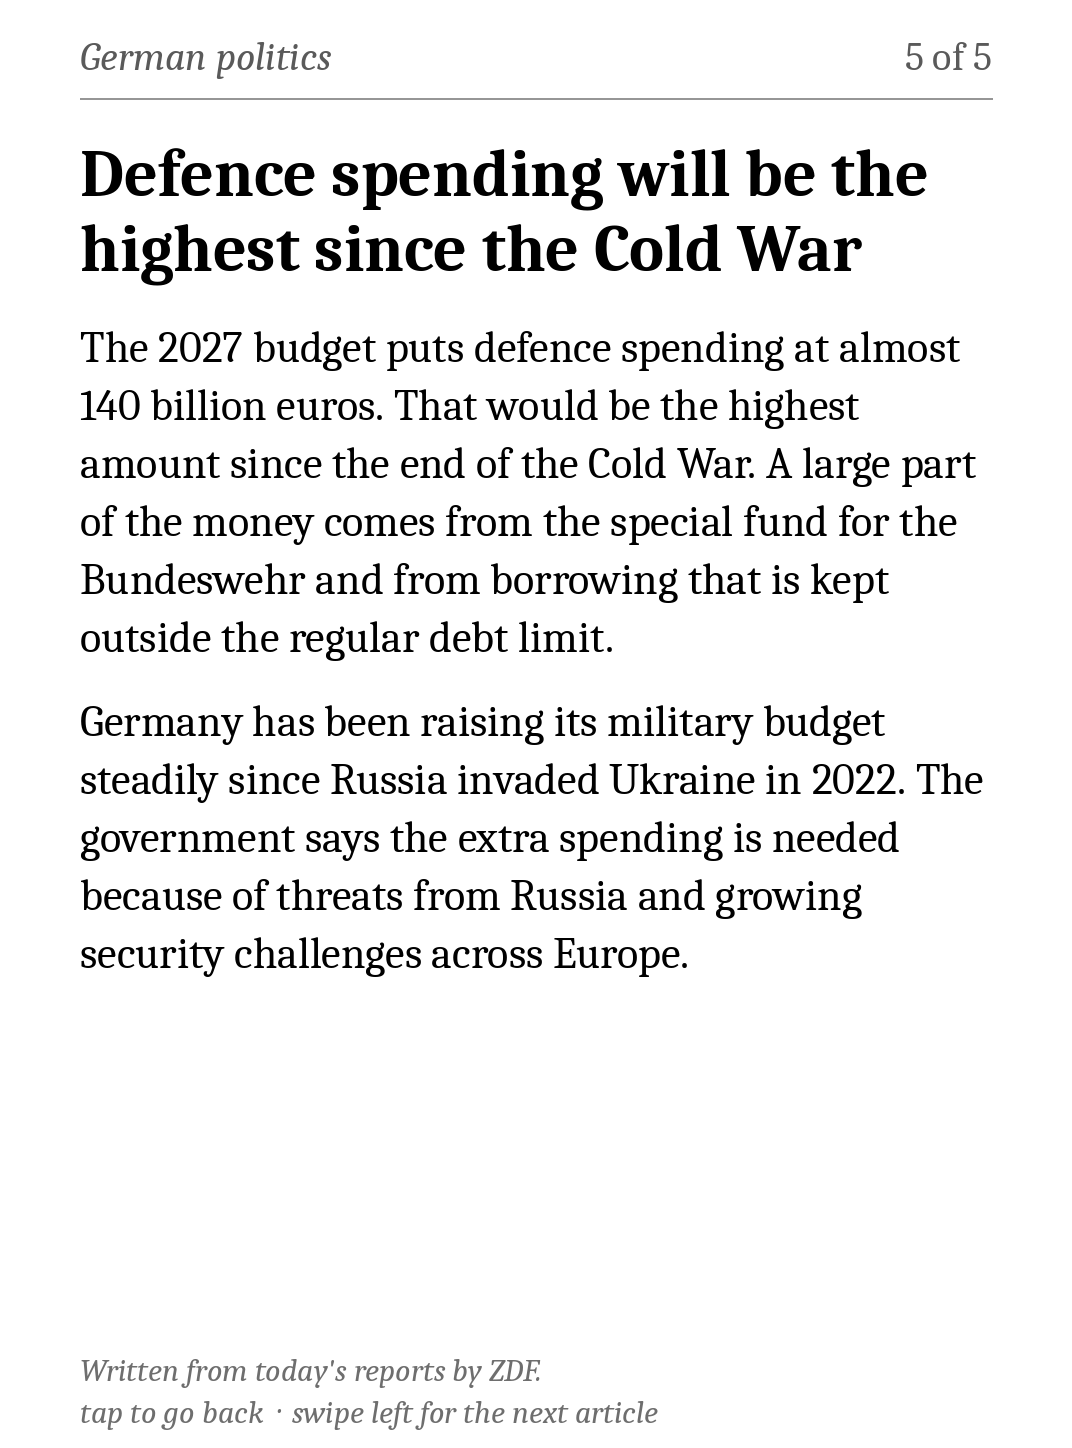 German politics
5 of 5
Defence spending will be the
highest since the Cold War
The 2027 budget puts defence spending at almost
140 billion euros. That would be the highest
amount since the end of the Cold War. A large part
of the money comes from the special fund for the
Bundeswehr and from borrowing that is kept
outside the regular debt limit.
Germany has been raising its military budget
steadily since Russia invaded Ukraine in 2022. The
government says the extra spending is needed
because of threats from Russia and growing
security challenges across Europe.
Written from today's reports by ZDF.
tap to go back · swipe left for the next article